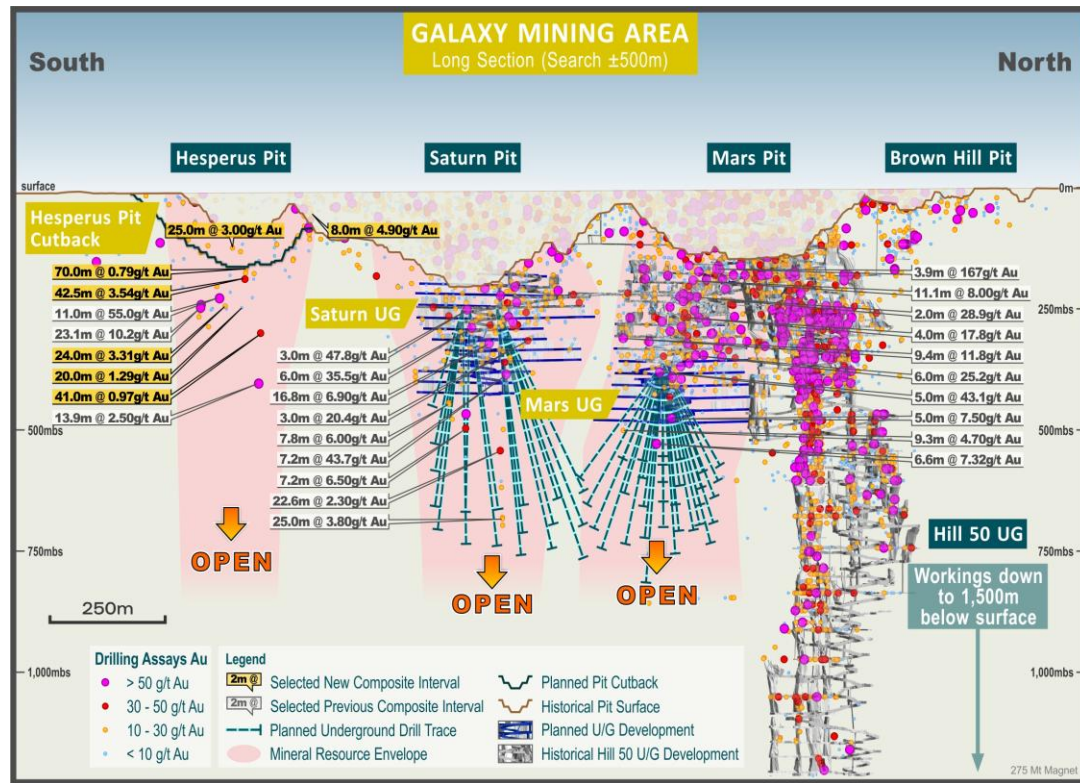 GALAXY MINING AREA
Long Section (Search ±500m)
South
North
Hesperus Pit
Saturn Pit
Mars Pit
Brown Hill Pit
surface
0m
Hesperus Pit
Cutback
25.0m @ 3.00g/t Au
8.0m @ 4.90g/t Au
70.0m @ 0.79g/t Au
42.5m @ 3.54g/t Au
11.0m @ 55.0g/t Au
23.1m @ 10.2g/t Au
24.0m @ 3.31g/t Au
20.0m @ 1.29g/t Au
41.0m @ 0.97g/t Au
13.9m @ 2.50g/t Au
Saturn UG
3.0m @ 47.8g/t Au
6.0m @ 35.5g/t Au
16.8m @ 6.90g/t Au
3.0m @ 20.4g/t Au
7.8m @ 6.00g/t Au
7.2m @ 43.7g/t Au
7.2m @ 6.50g/t Au
22.6m @ 2.30g/t Au
25.0m @ 3.80g/t Au
Mars UG
3.9m @ 167g/t Au
11.1m @ 8.00g/t Au
2.0m @ 28.9g/t Au
4.0m @ 17.8g/t Au
9.4m @ 11.8g/t Au
6.0m @ 25.2g/t Au
5.0m @ 43.1g/t Au
5.0m @ 7.50g/t Au
9.3m @ 4.70g/t Au
6.6m @ 7.32g/t Au
250mbs
250mbs
500mbs
500mbs
750mbs
750mbs
1,000mbs
1,000mbs
OPEN
OPEN
OPEN
Hill 50 UG
Workings down
to 1,500m
below surface
250m
Drilling Assays Au
> 50 g/t Au
30 - 50 g/t Au
10 - 30 g/t Au
< 10 g/t Au
Legend
2m @
Selected New Composite Interval
2m @
Selected Previous Composite Interval
Planned Underground Drill Trace
Mineral Resource Envelope
Planned Pit Cutback
Historical Pit Surface
Planned U/G Development
Historical Hill 50 U/G Development
275 Mt Magnet